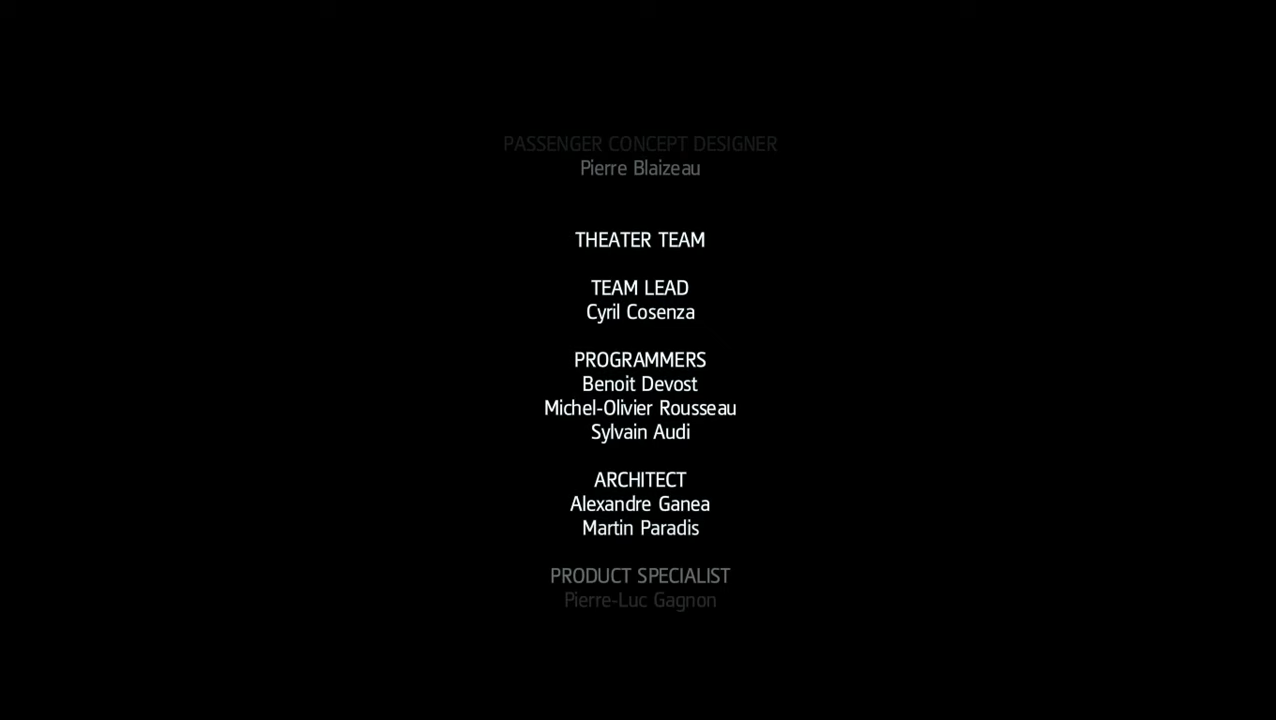 PASSENGER CONCEPT DESIGNER
Pierre Blaizeau
THEATER TEAM
TEAM LEAD
Cyril Cosenza
PROGRAMMERS
Benoit Devost
Michel-Olivier Rousseau
Sylvain Audi
ARCHITECT
Alexandre Ganea
Martin Paradis
PRODUCT SPECIALIST
Pierre-Luc Gagnon